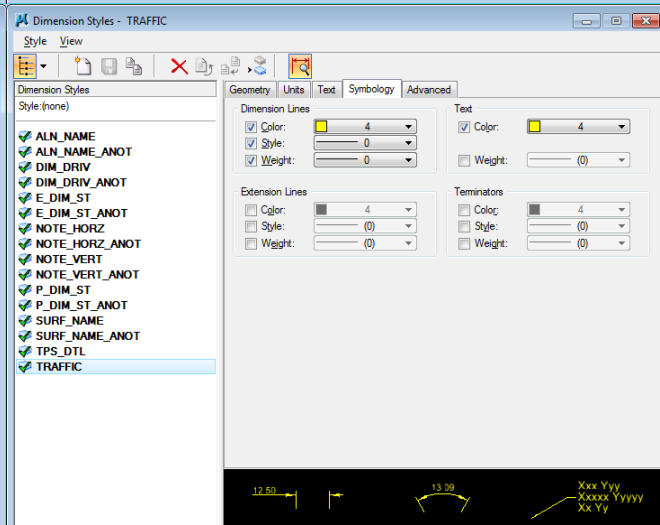 Dimension Styles - TRAFFIC
Style View
Dimension Styles
Style:(none)
ALN_NAME
ALN_NAME_ANOT
DIM_DRIV
DIM_DRIV_ANOT
E_DIM_ST
E_DIM_ST_ANOT
NOTE_HORZ
NOTE_HORZ_ANOT
NOTE_VERT
NOTE_VERT_ANOT
P_DIM_ST
P_DIM_ST_ANOT
SURF_NAME
SURF_NAME_ANOT
TPS_DTL
TRAFFIC
Geometry Units Text Symbology Advanced
Dimension Lines
Color: 4
Style: 0
Weight: 0
Text
Color: 4
Weight: (0)
Extension Lines
Color: 4
Style: (0)
Weight: (0)
Terminators
Color: 4
Style: (0)
Weight: (0)
12.50
13.09
Xxx Yyy
Xxxxx Yyyyy
Xx Yy